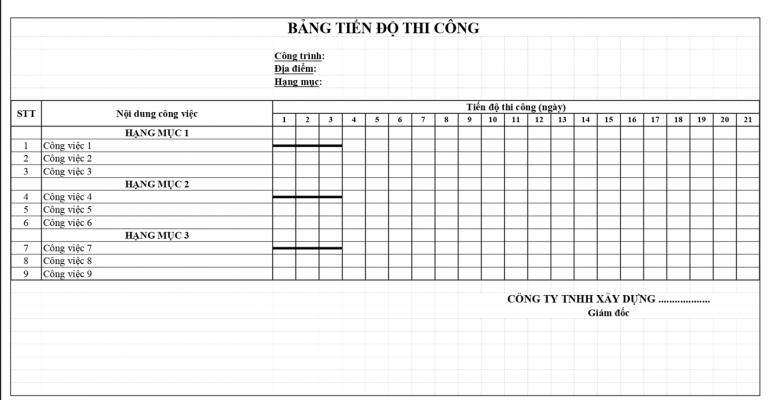 BẢNG TIẾN ĐỘ THI CÔNG
Công trình:
Địa điểm:
Hạng mục:
STT Nội dung công việc Tiến độ thi công (ngày)
1 2 3 4 5 6 7 8 9 10 11 12 13 14 15 16 17 18 19 20 21
HẠNG MỤC 1
1 Công việc 1
2 Công việc 2
3 Công việc 3
HẠNG MỤC 2
4 Công việc 4
5 Công việc 5
6 Công việc 6
HẠNG MỤC 3
7 Công việc 7
8 Công việc 8
9 Công việc 9
CÔNG TY TNHH XÂY DỰNG ...................
Giám đốc